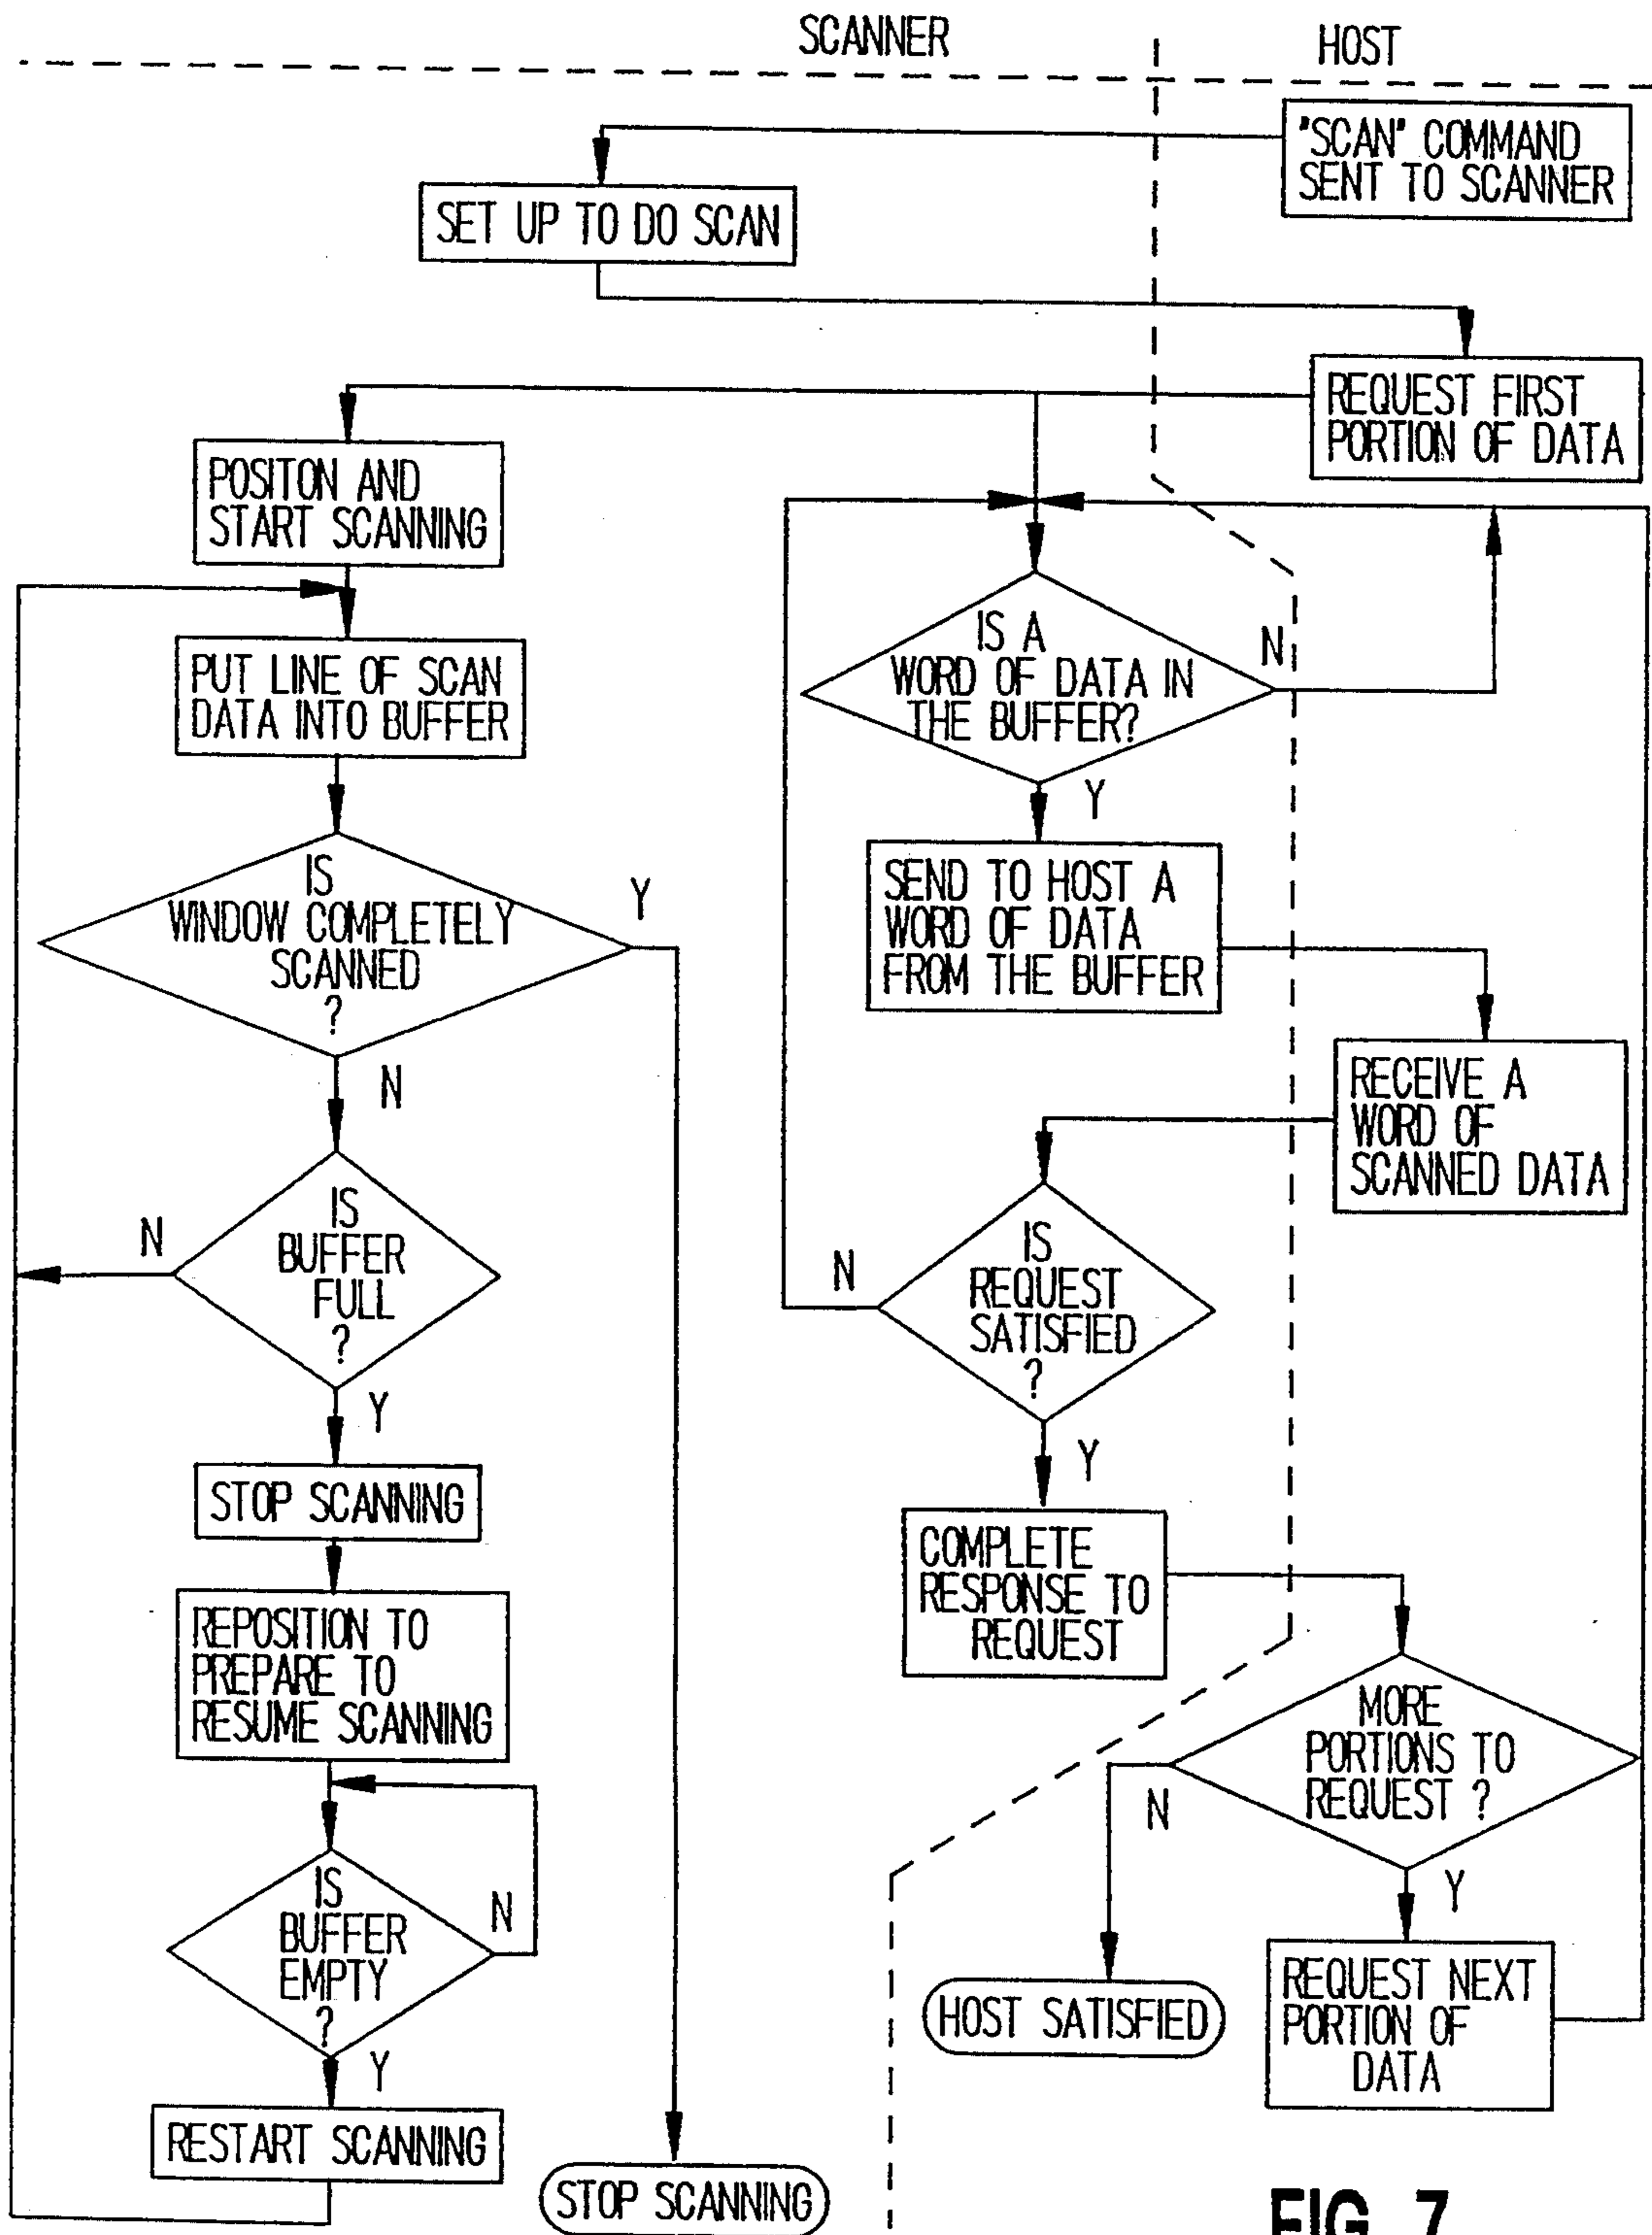 SCANNER
HOST
"SCAN" COMMAND
SENT TO SCANNER
SET UP TO DO SCAN
REQUEST FIRST
PORTION OF DATA
POSITON AND
START SCANNING
PUT LINE OF SCAN
DATA INTO BUFFER
IS
WINDOW COMPLETELY
SCANNED
?
Y
N
IS
BUFFER
FULL
?
N
Y
STOP SCANNING
REPOSITION TO
PREPARE TO
RESUME SCANNING
IS
BUFFER
EMPTY
?
N
Y
RESTART SCANNING
STOP SCANNING
IS A
WORD OF DATA IN
THE BUFFER?
N
Y
SEND TO HOST A
WORD OF DATA
FROM THE BUFFER
RECEIVE A
WORD OF
SCANNED DATA
IS
REQUEST
SATISFIED
?
N
Y
COMPLETE
RESPONSE TO
REQUEST
MORE
PORTIONS TO
REQUEST ?
N
Y
HOST SATISFIED
REQUEST NEXT
PORTION OF
DATA
FIG. 7